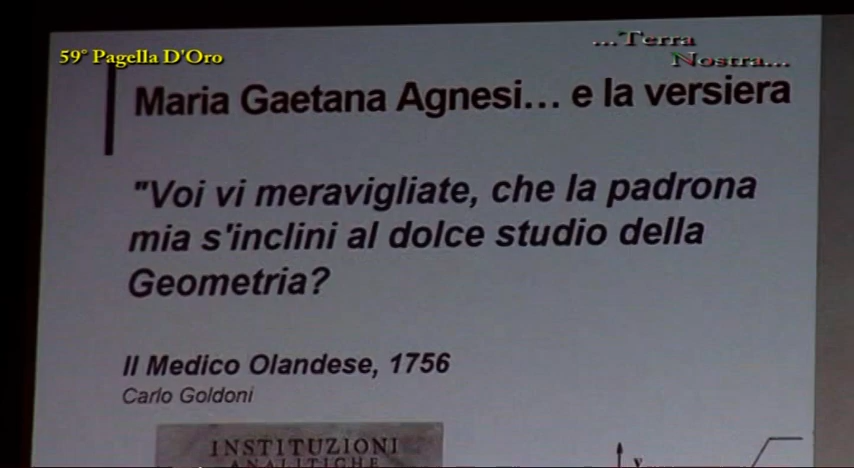 59° Pagella D'Oro
...Terra
Nostra...
Maria Gaetana Agnesi... e la versiera
"Voi vi meravigliate, che la padrona
mia s'inclini al dolce studio della
Geometria?
Il Medico Olandese, 1756
Carlo Goldoni
INSTITUZIONI
ANALITICHE
y